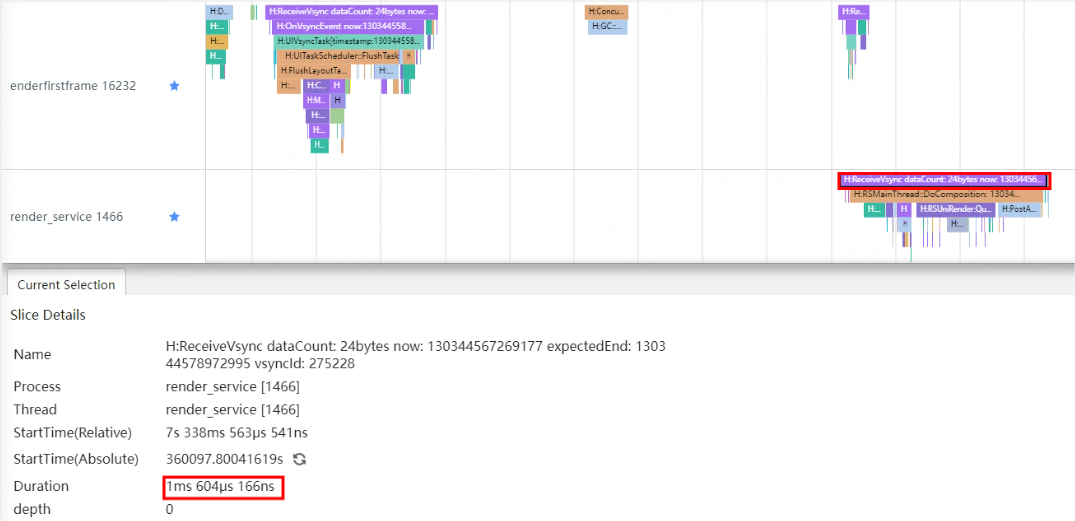 H:D...
H:ReceiveVsync dataCount: 24bytes now: ...
H:Concu...
H:Re...
H:...
H:OnVsyncEvent now:130344558...
H:GC::...
H:...
H:UIVsyncTask[timestamp:130344558...
H:...
H:UITaskScheduler::FlushTask
H
H:FlushLayoutTa...
H:...
enderfirstframe 16232
H:...
H:C...
H
H:M...
H
H:...
H:...
H:...
H:ReceiveVsync dataCount: 24bytes now: 13034456...
H:RSMainThread::DoComposition: 13034...
render_service 1466
H:...
H
H:RSUniRender:Qu...
H:PostA...
H
H:...
Current Selection
Slice Details
Name
H:ReceiveVsync dataCount: 24bytes now: 130344567269177 expectedEnd: 1303
44578972995 vsyncId: 275228
Process
render_service [1466]
Thread
render_service [1466]
StartTime(Relative)
7s 338ms 563μs 541ns
StartTime(Absolute)
360097.80041619s
Duration
1ms 604μs 166ns
depth
0